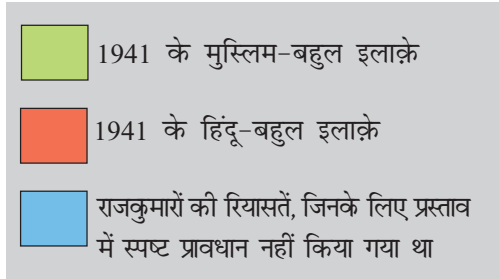 1941 के मुस्लिम-बहुल इलाक़े
1941 के हिंदू-बहुल इलाक़े
राजकुमारों की रियासतें, जिनके लिए प्रस्ताव
में स्पष्ट प्रावधान नहीं किया गया था